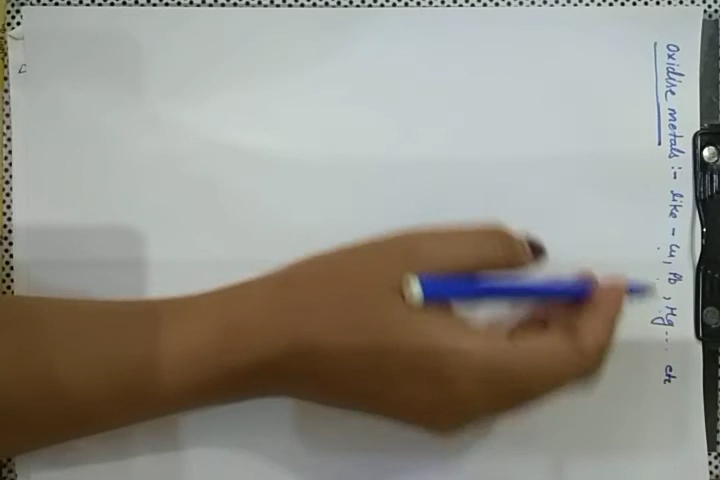 Oxidise metals :- like - Cu, Pb, Hg... etc